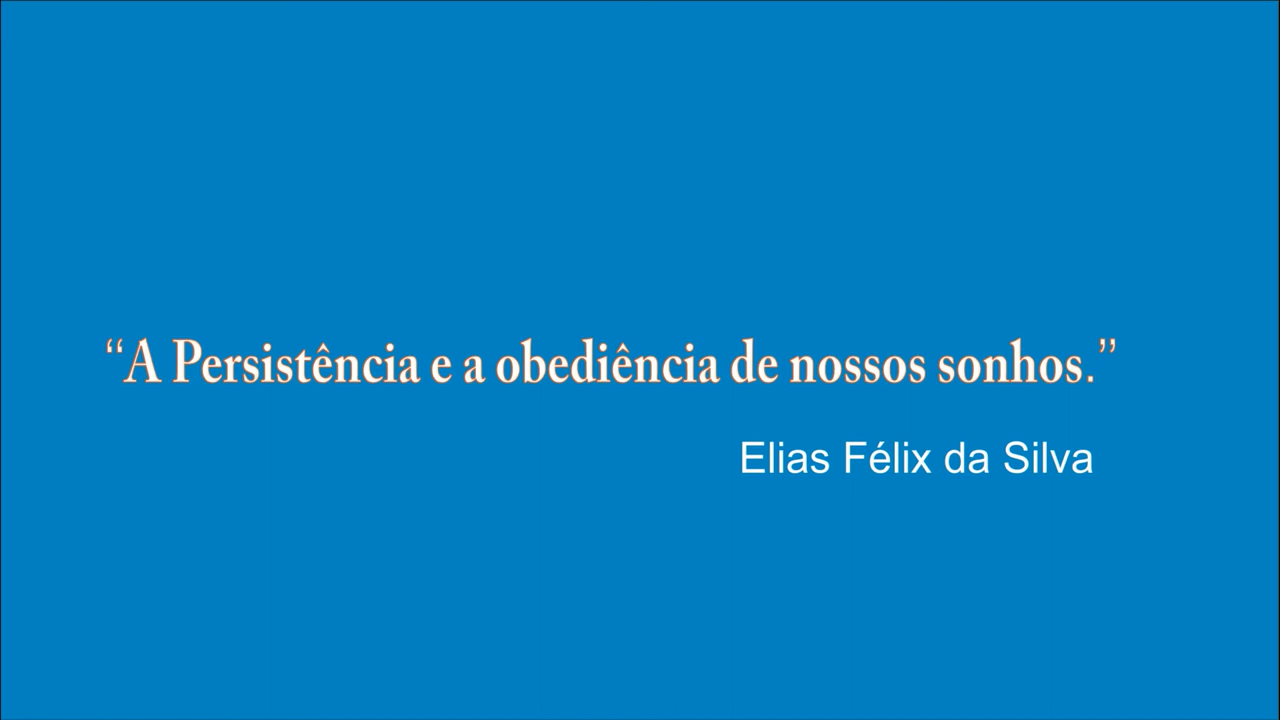 “A Persistência e a obediência de nossos sonhos.”
Elias Félix da Silva